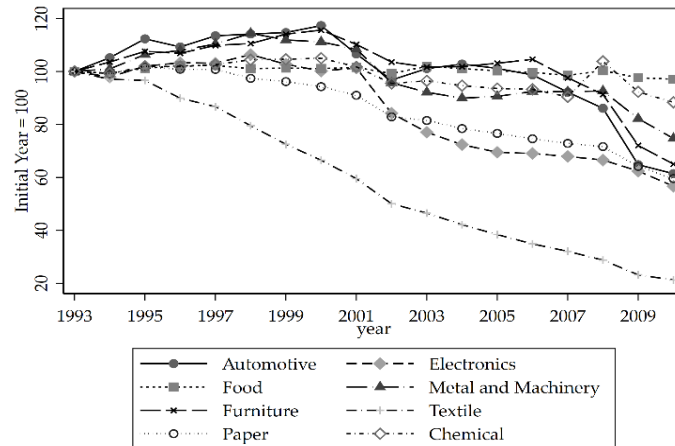 120
100
80
60
40
20
Initial Year = 100
1993 1995 1997 1999 2001 2003 2005 2007 2009
year
Automotive Electronics
Food Metal and Machinery
Furniture Textile
Paper Chemical